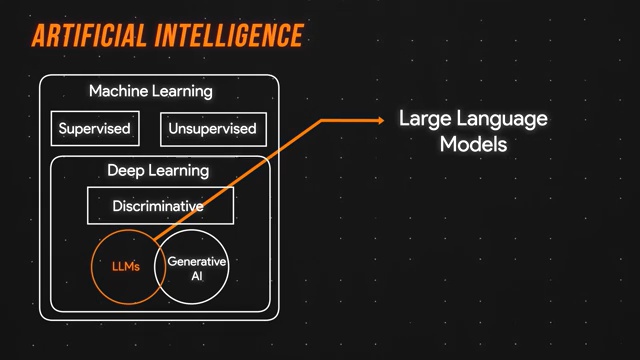 ARTIFICIAL INTELLIGENCE
Machine Learning
Supervised
Unsupervised
Deep Learning
Discriminative
LLMs
Generative
AI
Large Language
Models